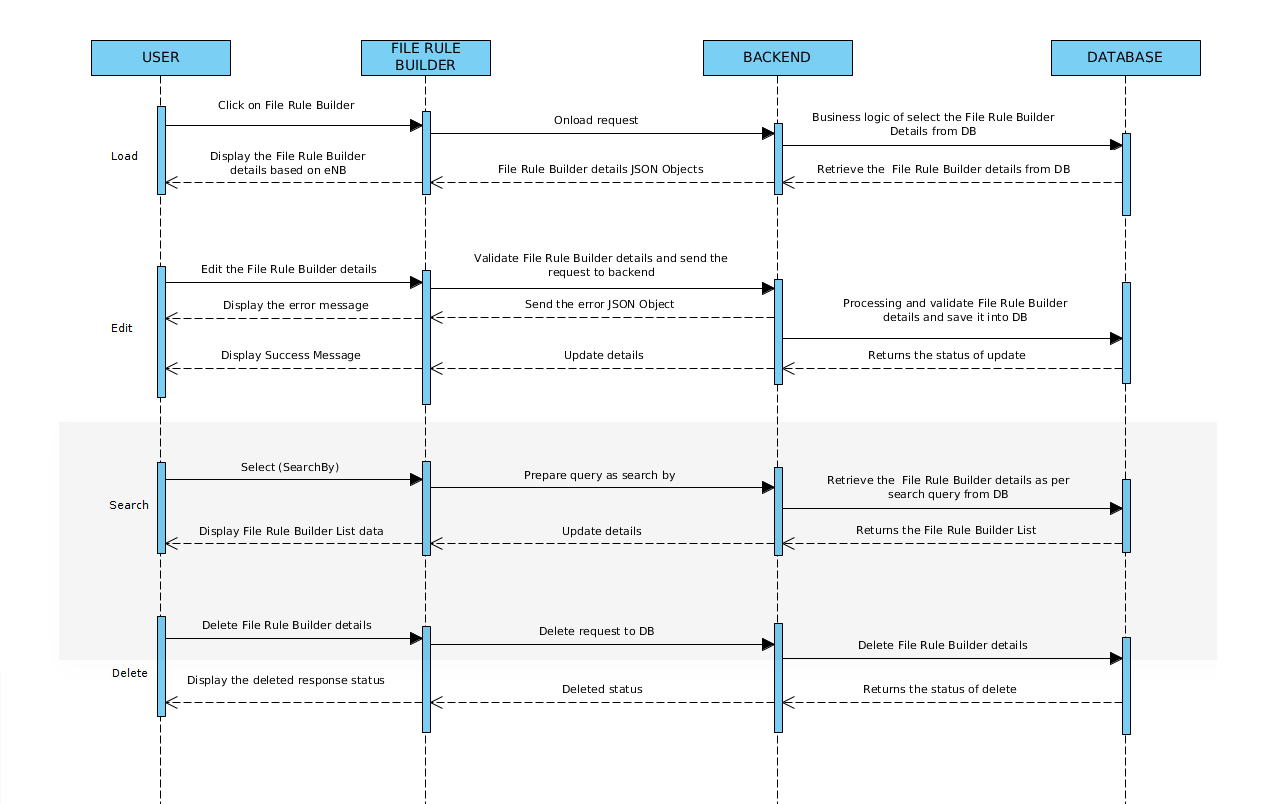 USER
FILE RULE
BUILDER
BACKEND
DATABASE
Load
Click on File Rule Builder
Onload request
Business logic of select the File Rule Builder
Details from DB
Display the File Rule Builder
details based on eNB
File Rule Builder details JSON Objects
Retrieve the  File Rule Builder details from DB
Edit
Edit the File Rule Builder details
Validate File Rule Builder details and send the
request to backend
Display the error message
Send the error JSON Object
Processing and validate File Rule Builder
details and save it into DB
Display Success Message
Update details
Returns the status of update
Search
Select (SearchBy)
Prepare query as search by
Retrieve the  File Rule Builder details as per
search query from DB
Display File Rule Builder List data
Update details
Returns the File Rule Builder List
Delete
Delete File Rule Builder details
Delete request to DB
Delete File Rule Builder details
Display the deleted response status
Deleted status
Returns the status of delete